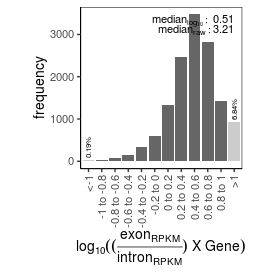 median_log10 : 0.51
median_raw : 3.21
frequency
3000
2000
1000
0
0.19%
6.84%
<-1
-1 to -0.8
-0.8 to -0.6
-0.6 to -0.4
-0.4 to -0.2
-0.2 to 0
0 to 0.2
0.2 to 0.4
0.4 to 0.6
0.6 to 0.8
0.8 to 1
>1
log10((exonRPKM/intronRPKM) X Gene)